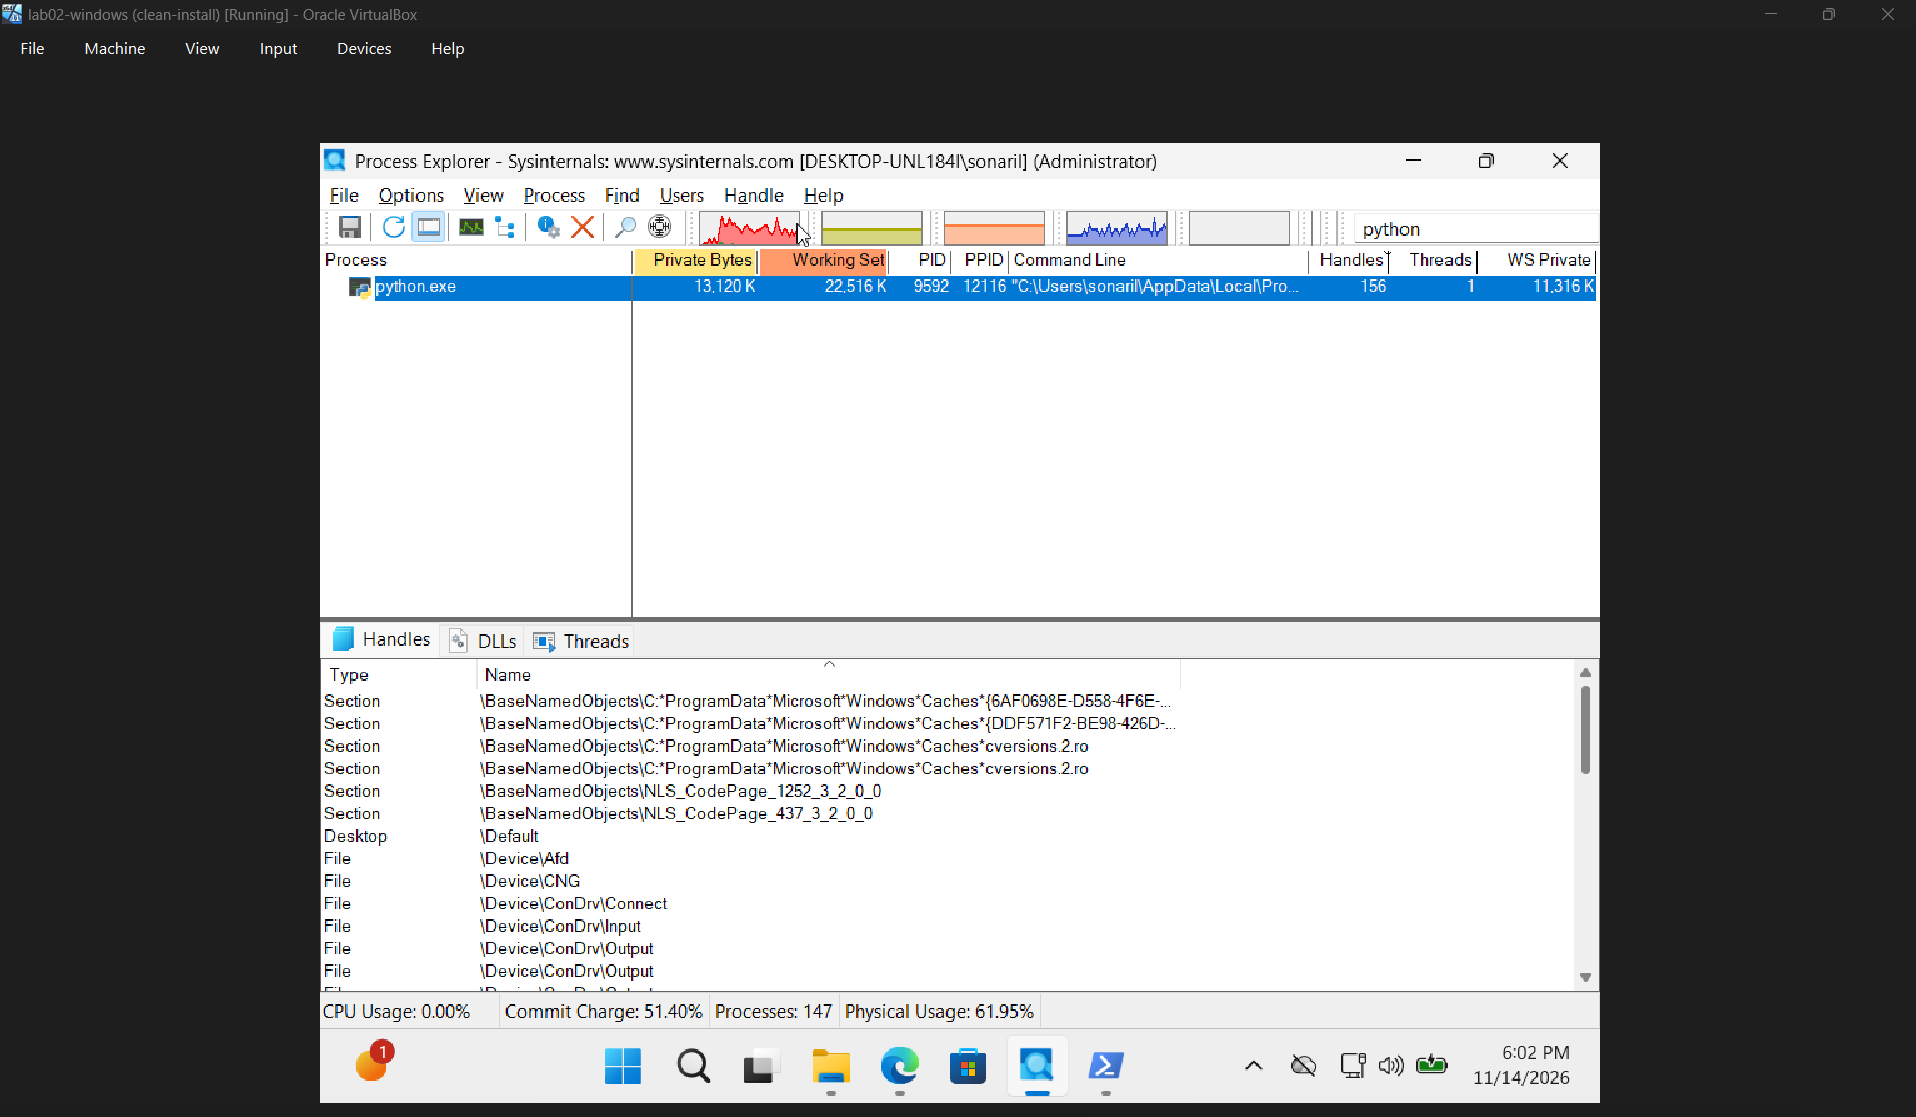 lab02-windows (clean-install) [Running] - Oracle VirtualBox
File Machine View Input Devices Help
Process Explorer - Sysinternals: www.sysinternals.com [DESKTOP-UNL184I\sonaril] (Administrator)
File Options View Process Find Users Handle Help
python
Process Private Bytes Working Set PID PPID Command Line Handles Threads WS Private
python.exe 13,120 K 22,516 K 9592 12116 "C:\Users\sonaril\AppData\Local\Pro... 156 1 11,316 K
Handles DLLs Threads
Type Name
Section \BaseNamedObjects\C:*ProgramData*Microsoft*Windows*Caches*{6AF0698E-D558-4F6E-...
Section \BaseNamedObjects\C:*ProgramData*Microsoft*Windows*Caches*{DDF571F2-BE98-426D-...
Section \BaseNamedObjects\C:*ProgramData*Microsoft*Windows*Caches*cversions.2.ro
Section \BaseNamedObjects\C:*ProgramData*Microsoft*Windows*Caches*cversions.2.ro
Section \BaseNamedObjects\NLS_CodePage_1252_3_2_0_0
Section \BaseNamedObjects\NLS_CodePage_437_3_2_0_0
Desktop \Default
File \Device\Afd
File \Device\CNG
File \Device\ConDrv\Connect
File \Device\ConDrv\Input
File \Device\ConDrv\Output
File \Device\ConDrv\Output
CPU Usage: 0.00% Commit Charge: 51.40% Processes: 147 Physical Usage: 61.95%
1
6:02 PM
11/14/2026